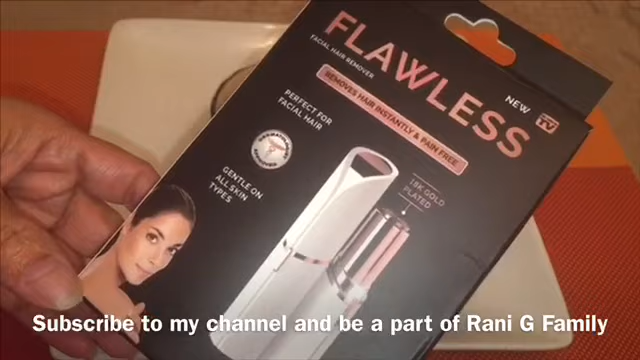 FLAWLESS
FACIAL HAIR REMOVER
REMOVES HAIR INSTANTLY & PAIN FREE
NEW
TV
PERFECT FOR
FACIAL HAIR
GENTLE ON
ALL SKIN
TYPES
18K GOLD
PLATED
Subscribe to my channel and be a part of Rani G Family